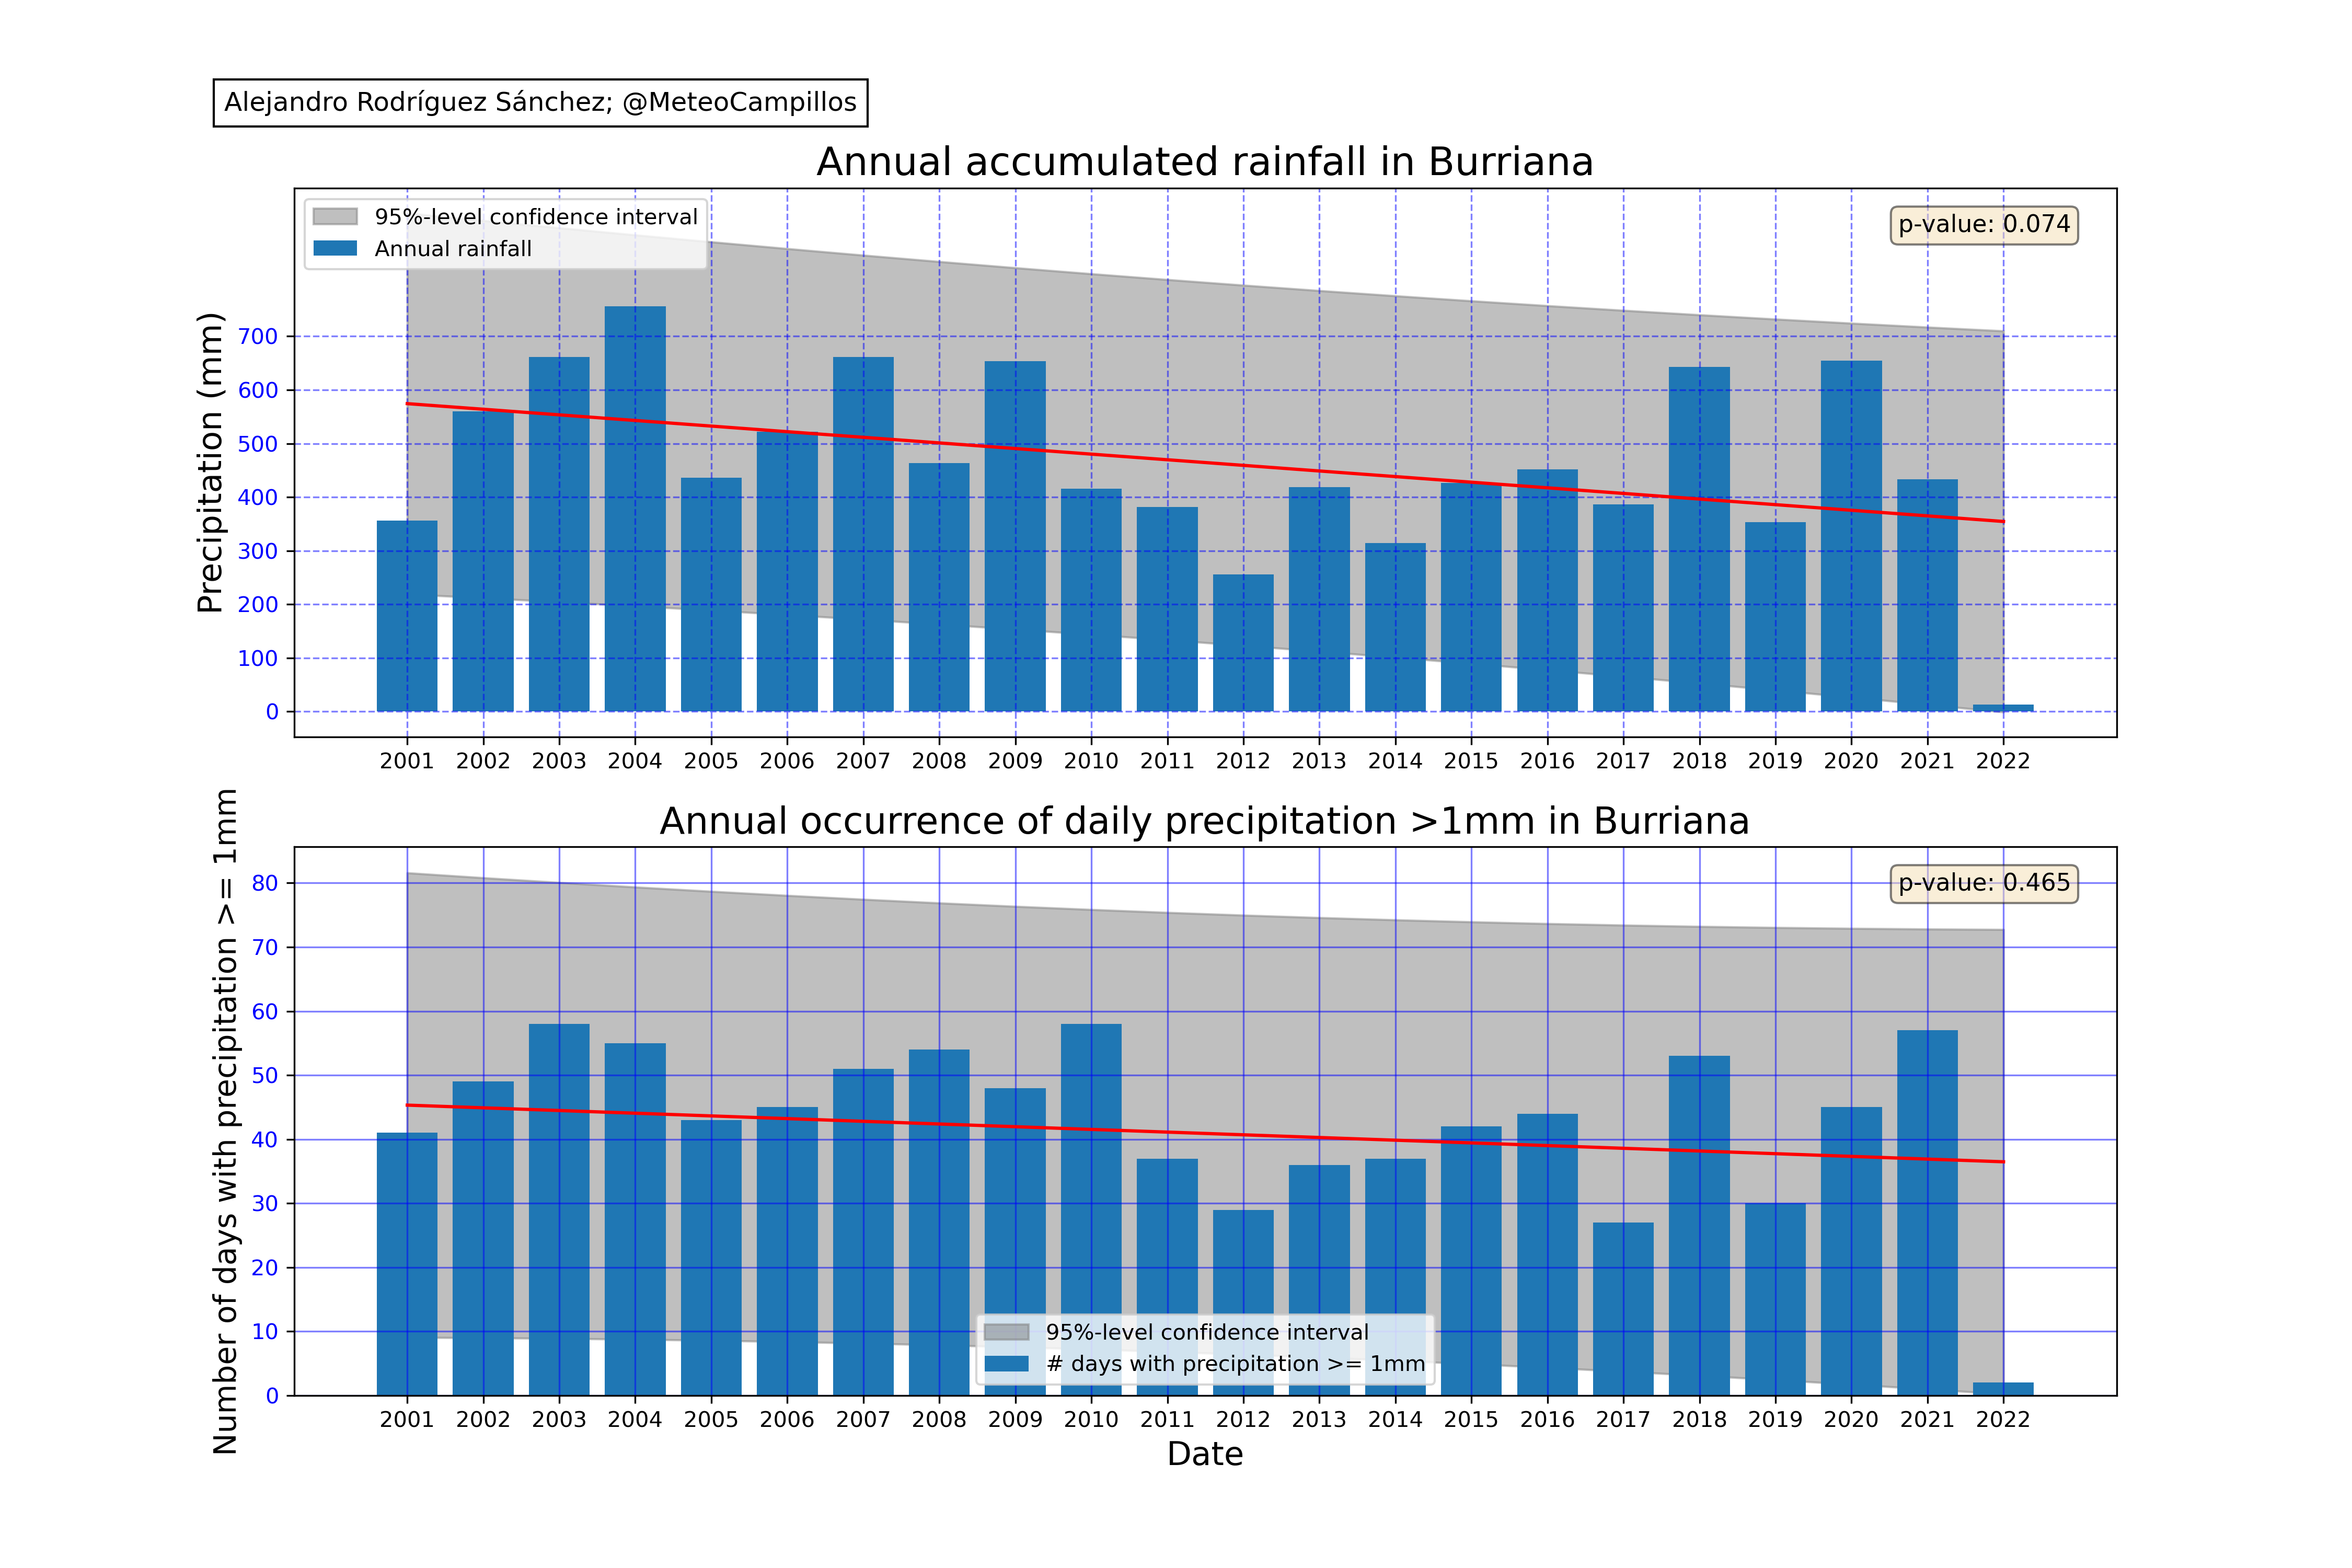 Alejandro Rodríguez Sánchez; @MeteoCampillos
Annual accumulated rainfall in Burriana
95%-level confidence interval
Annual rainfall
p-value: 0.074
Precipitation (mm)
700
600
500
400
300
200
100
0
2001 2002 2003 2004 2005 2006 2007 2008 2009 2010 2011 2012 2013 2014 2015 2016 2017 2018 2019 2020 2021 2022
Annual occurrence of daily precipitation >1mm in Burriana
p-value: 0.465
Number of days with precipitation >= 1mm
80
70
60
50
40
30
20
10
0
95%-level confidence interval
# days with precipitation >= 1mm
2001 2002 2003 2004 2005 2006 2007 2008 2009 2010 2011 2012 2013 2014 2015 2016 2017 2018 2019 2020 2021 2022
Date